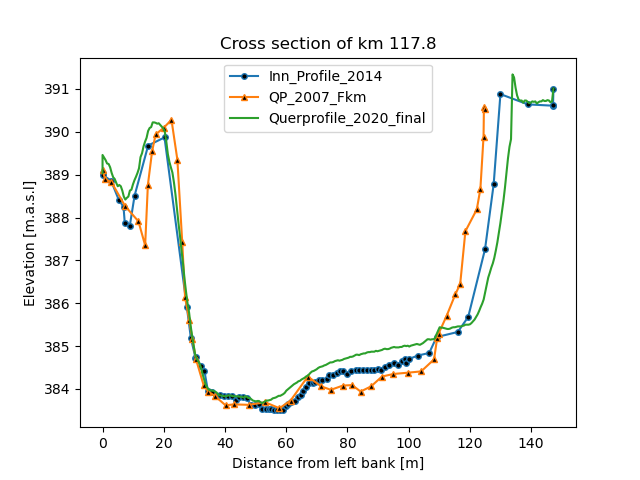 Cross section of km 117.8
Inn_Profile_2014
QP_2007_Fkm
Querprofile_2020_final
391
390
389
388
387
386
385
384
Elevation [m.a.s.l]
0 20 40 60 80 100 120 140
Distance from left bank [m]